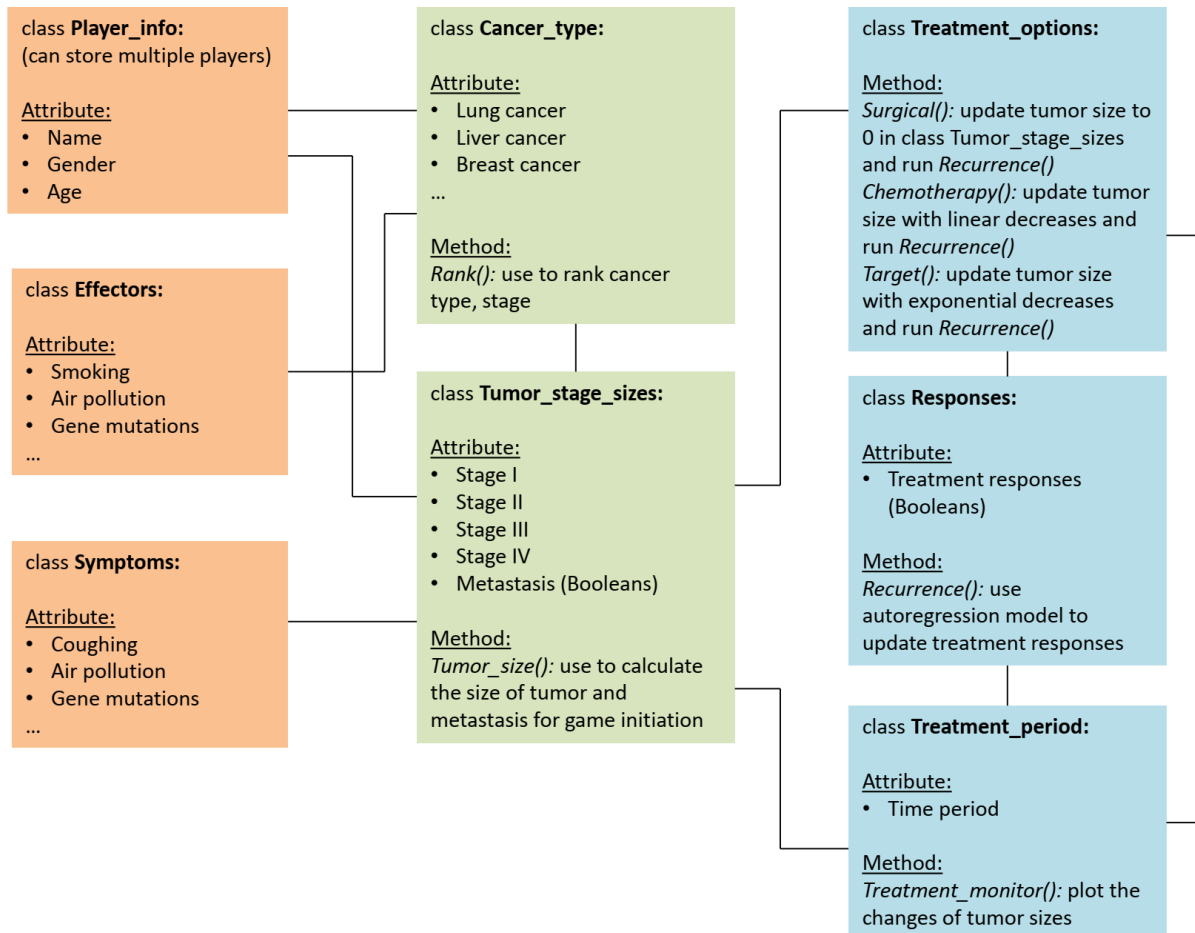 class Player_info:
(can store multiple players)
Attribute:
• Name
• Gender
• Age
class Effectors:
Attribute:
• Smoking
• Air pollution
• Gene mutations
...
class Symptoms:
Attribute:
• Coughing
• Air pollution
• Gene mutations
...
class Cancer_type:
Attribute:
• Lung cancer
• Liver cancer
• Breast cancer
...
Method:
Rank(): use to rank cancer
type, stage
class Tumor_stage_sizes:
Attribute:
• Stage I
• Stage II
• Stage III
• Stage IV
• Metastasis (Booleans)
Method:
Tumor_size(): use to calculate
the size of tumor and
metastasis for game initiation
class Treatment_options:
Method:
Surgical(): update tumor size to
0 in class Tumor_stage_sizes
and run Recurrence()
Chemotherapy(): update tumor
size with linear decreases and
run Recurrence()
Target(): update tumor size
with exponential decreases
and run Recurrence()
class Responses:
Attribute:
• Treatment responses
(Booleans)
Method:
Recurrence(): use
autoregression model to
update treatment responses
class Treatment_period:
Attribute:
• Time period
Method:
Treatment_monitor(): plot the
changes of tumor sizes